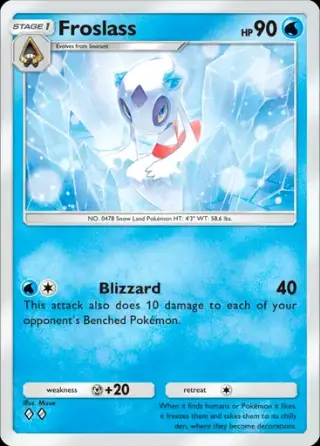 STAGE 1
Froslass
HP 90
Evolves from Snorunt
NO. 0478 Snow Land Pokémon HT: 4'3" WT: 58.6 lbs.
Blizzard 40
This attack also does 10 damage to each of your
opponent's Benched Pokémon.
weakness +20
retreat
Illus. Mowe
When it finds humans or Pokémon it likes,
it freezes them and takes them to its chilly
den, where they become decorations.